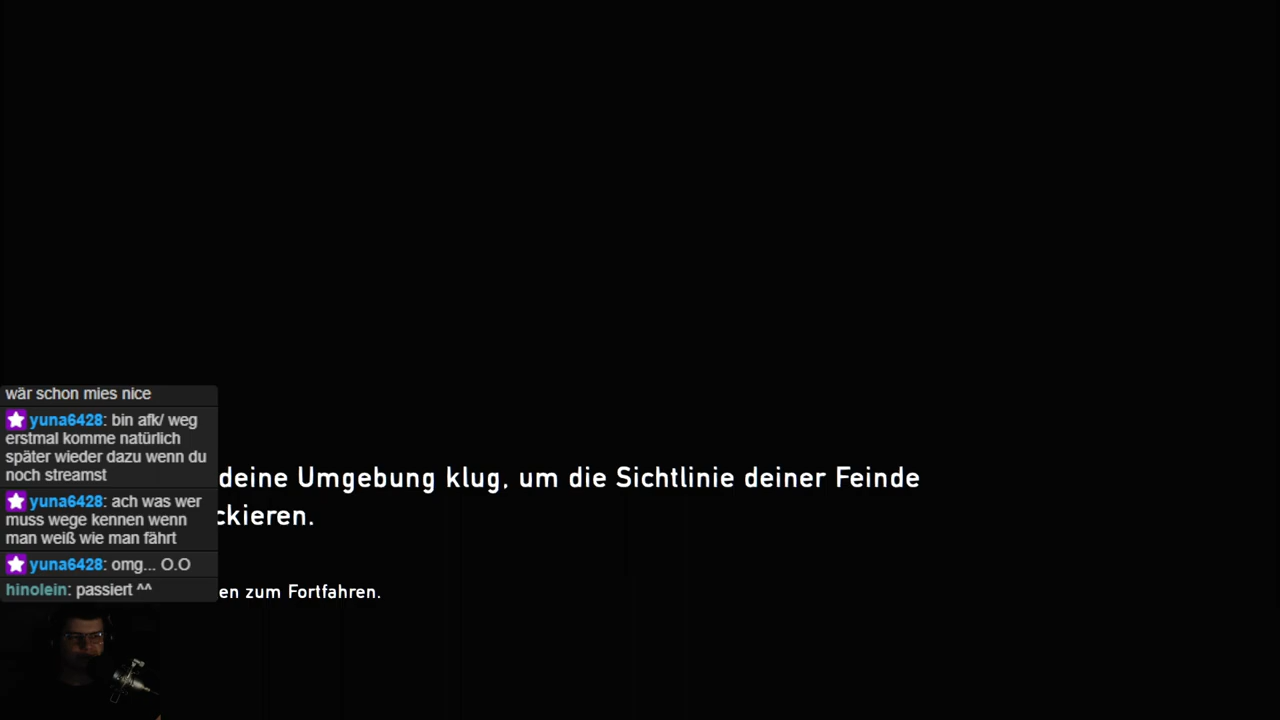 wär schon mies nice
yuna6428: bin afk/ weg
erstmal komme natürlich
später wieder dazu wenn du
noch streamst
yuna6428: ach was wer
muss wege kennen wenn
man weiß wie man fährt
yuna6428: omg... O.O
hinolein: passiert ^^
deine Umgebung klug, um die Sichtlinie deiner Feinde
ckieren.
en zum Fortfahren.